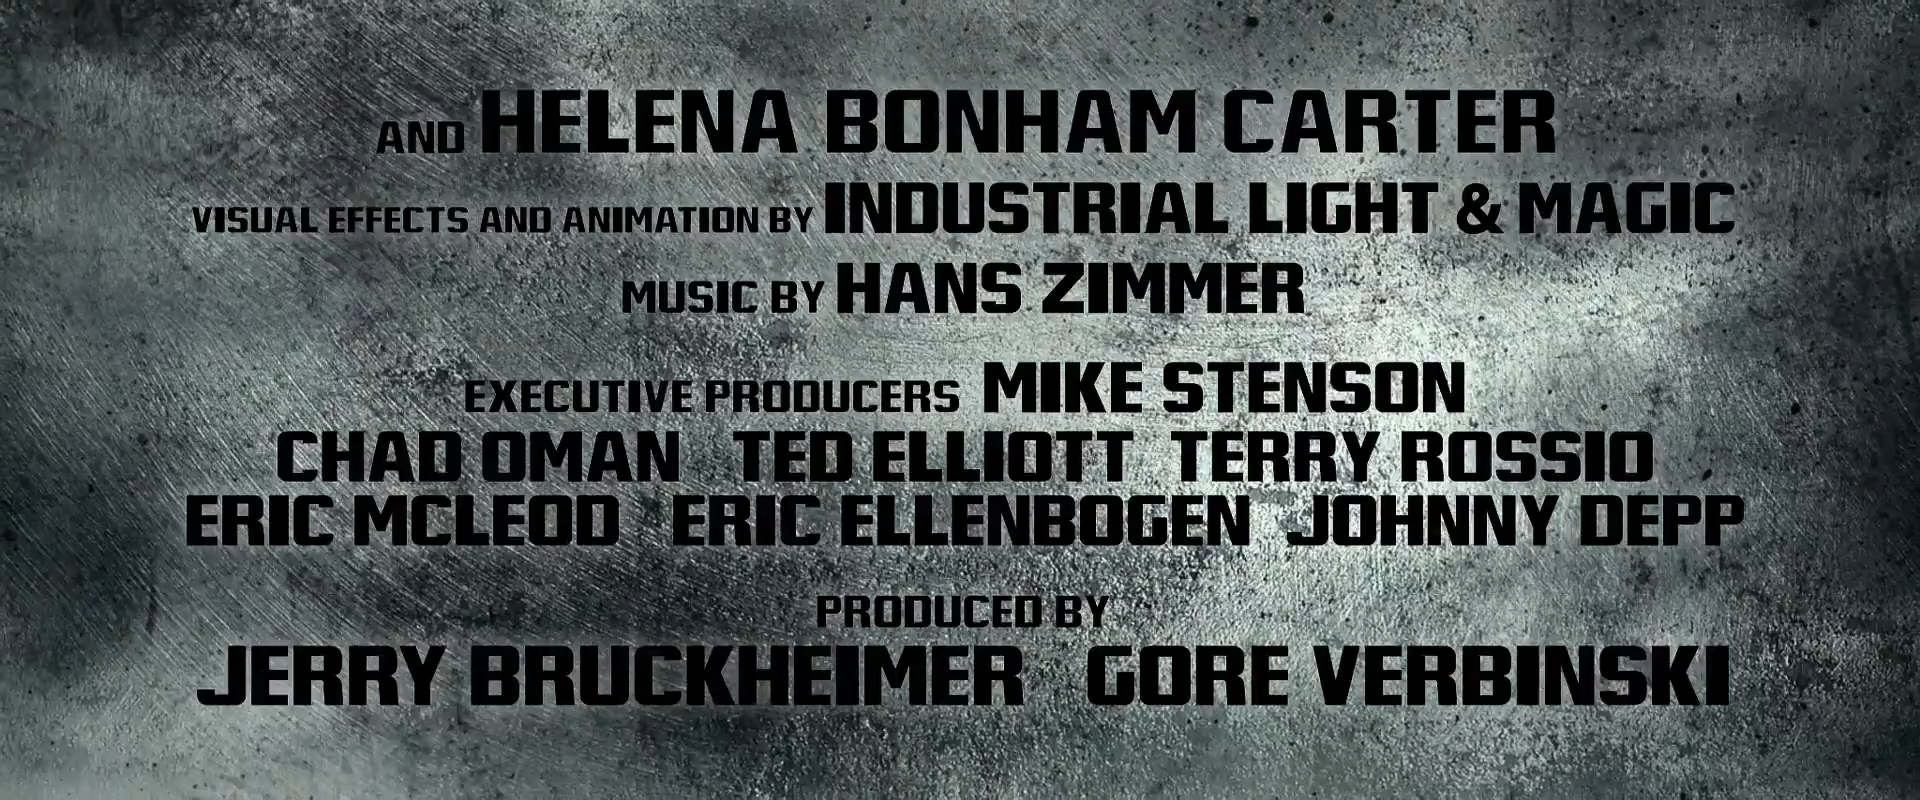 AND HELENA BONHAM CARTER
VISUAL EFFECTS AND ANIMATION BY INDUSTRIAL LIGHT & MAGIC
MUSIC BY HANS ZIMMER
EXECUTIVE PRODUCERS MIKE STENSON
CHAD OMAN TED ELLIOTT TERRY ROSSIO
ERIC MCLEOD ERIC ELLENBOGEN JOHNNY DEPP
PRODUCED BY
JERRY BRUCKHEIMER GORE VERBINSKI